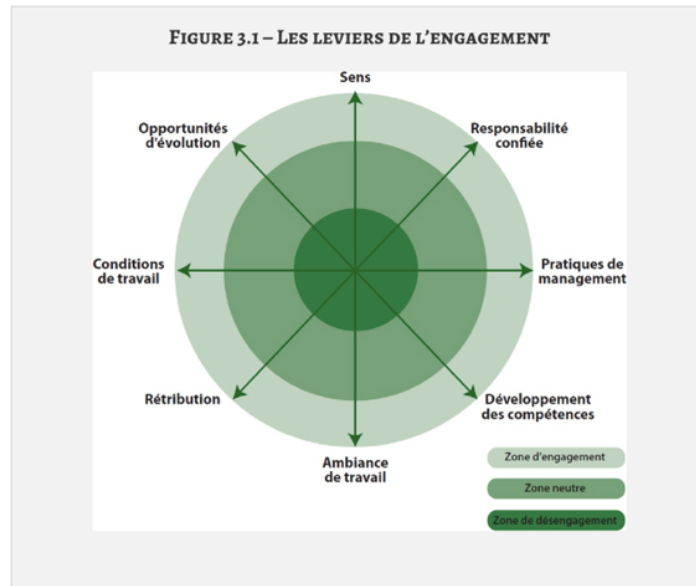 FIGURE 3.1 – LES LEVIERS DE L'ENGAGEMENT
Sens
Opportunités
d'évolution
Responsabilité
confiée
Conditions
de travail
Pratiques de
management
Rétribution
Développement
des compétences
Ambiance
de travail
Zone d'engagement
Zone neutre
Zone de désengagement